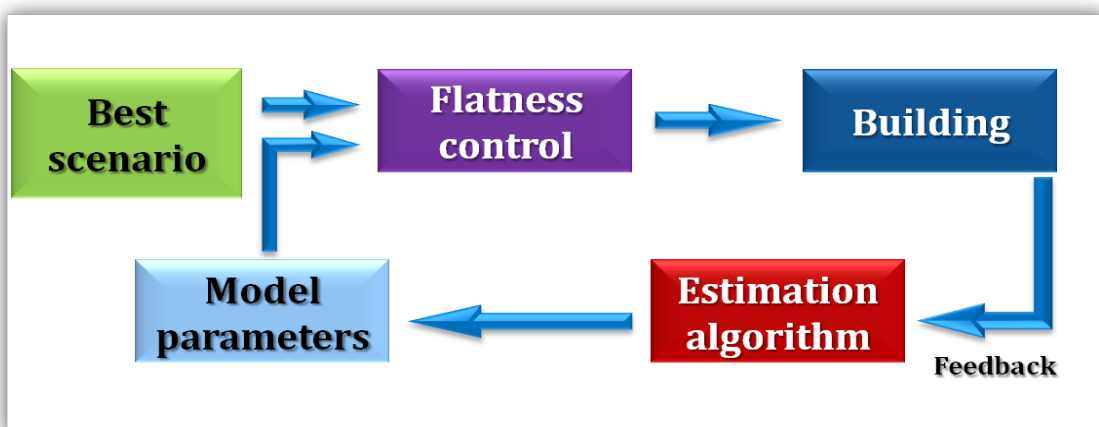 Best
scenario
Flatness
control
Building
Model
parameters
Estimation
algorithm
Feedback